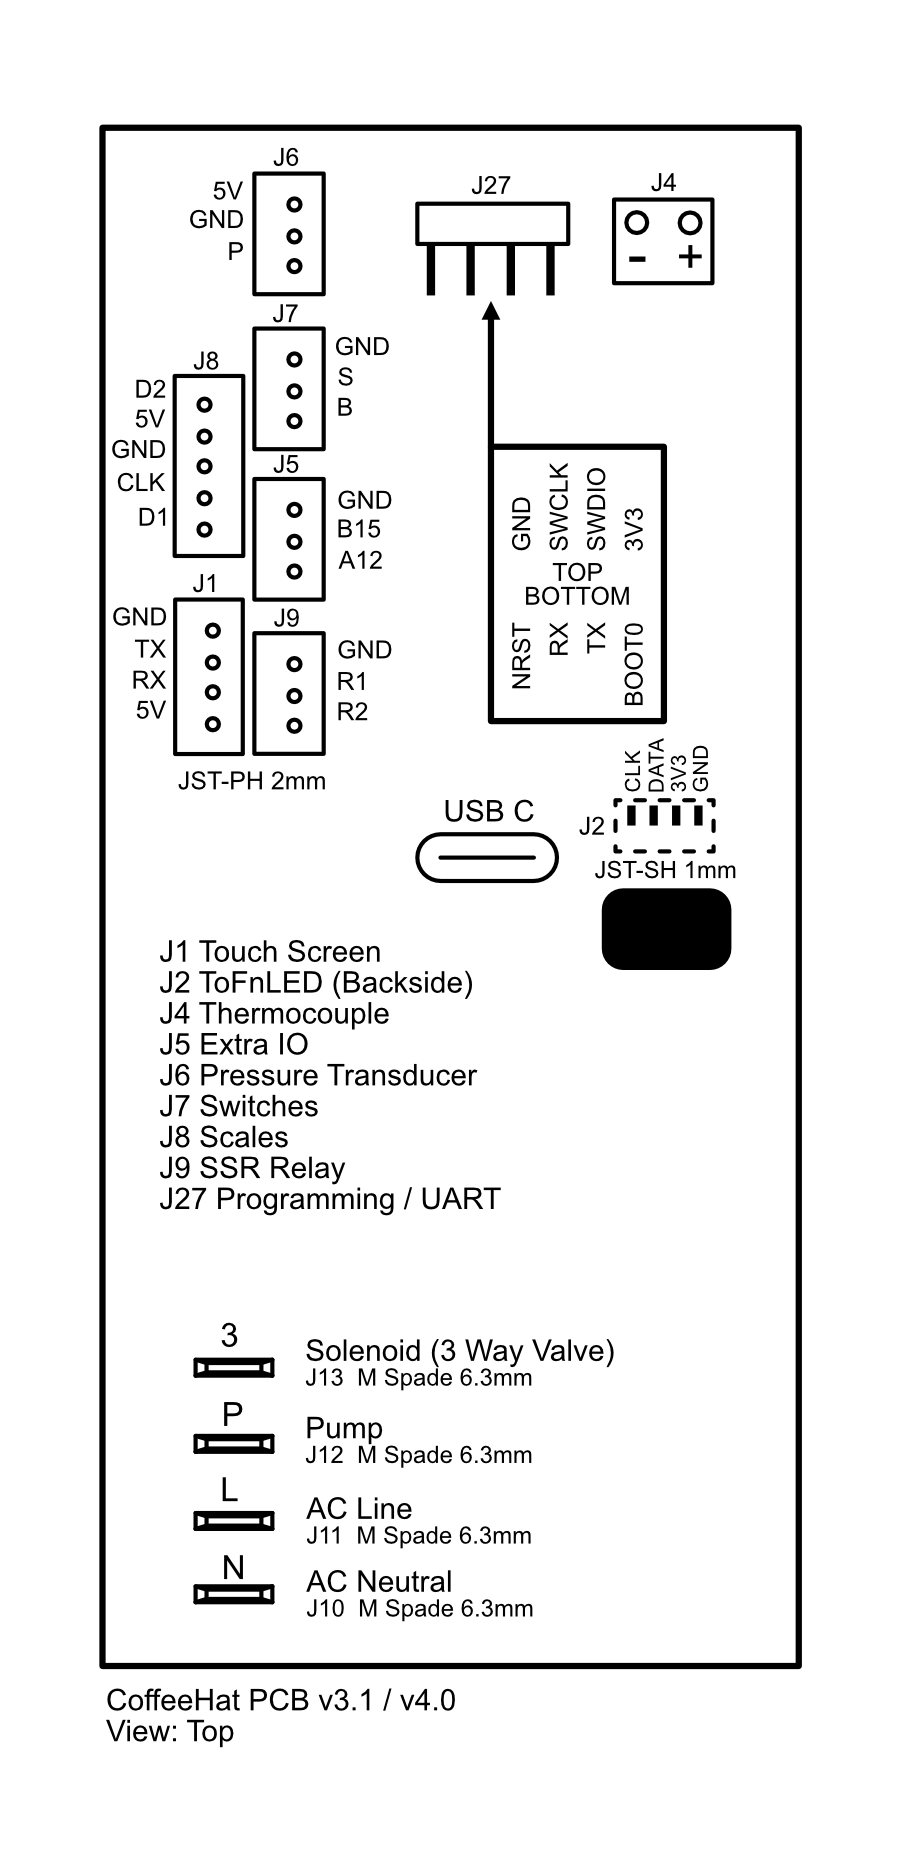 J6
5V
GND
P
J27
J4
- +
J7
GND
S
B
J8
D2
5V
GND
CLK
D1
J5
GND
B15
A12
J1
GND
TX
RX
5V
J9
GND
R1
R2
JST-PH 2mm
GND SWCLK SWDIO 3V3
TOP
BOTTOM
NRST RX TX BOOT0
CLK DATA 3V3 GND
J2
JST-SH 1mm
USB C
J1 Touch Screen
J2 ToFnLED (Backside)
J4 Thermocouple
J5 Extra IO
J6 Pressure Transducer
J7 Switches
J8 Scales
J9 SSR Relay
J27 Programming / UART
3
Solenoid (3 Way Valve)
J13 M Spade 6.3mm
P
Pump
J12 M Spade 6.3mm
L
AC Line
J11 M Spade 6.3mm
N
AC Neutral
J10 M Spade 6.3mm
CoffeeHat PCB v3.1 / v4.0
View: Top